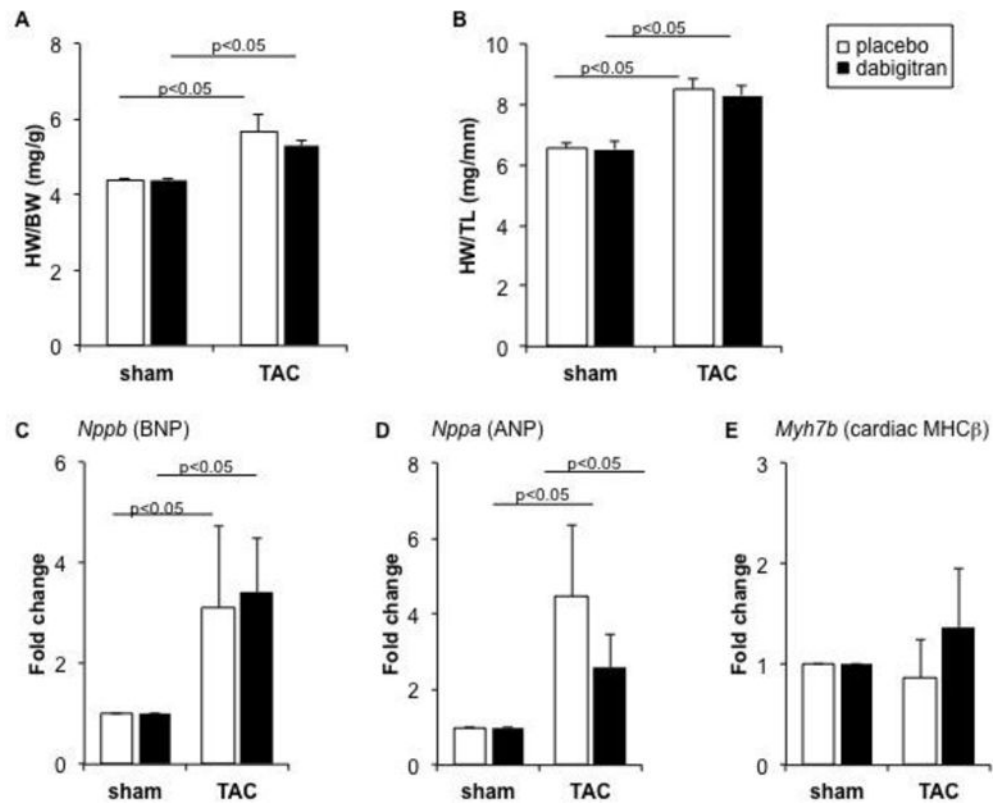 A
HW/BW (mg/g)
8
6
4
2
0
p<0.05
p<0.05
sham TAC
B
HW/TL (mg/mm)
10
8
6
4
2
0
p<0.05
p<0.05
sham TAC
placebo
dabigitran
C Nppb (BNP)
Fold change
6
4
2
0
p<0.05
p<0.05
sham TAC
D Nppa (ANP)
Fold change
8
6
4
2
0
p<0.05
p<0.05
sham TAC
E Myh7b (cardiac MHCβ)
Fold change
3
2
1
0
sham TAC